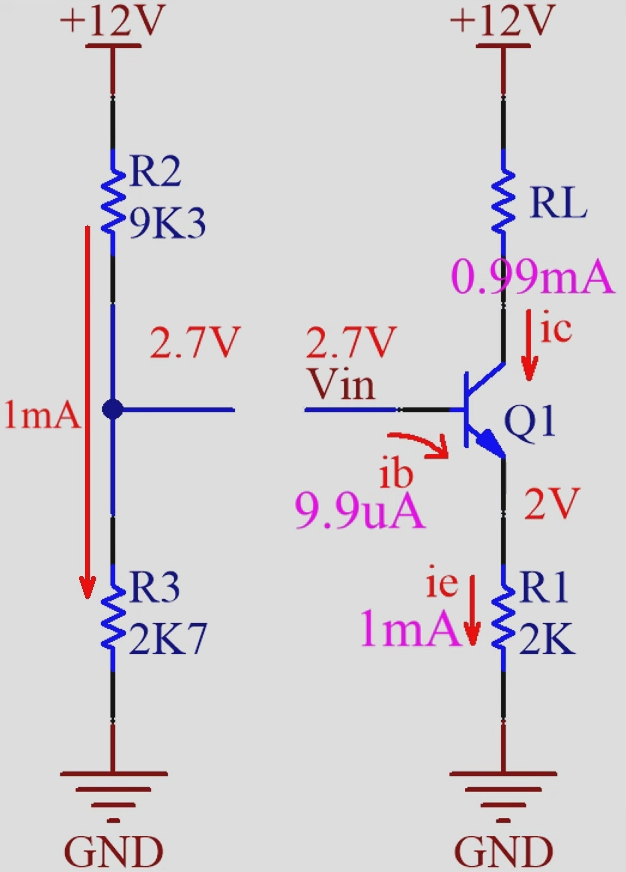 +12V
R2
9K3
2.7V
1mA
R3
2K7
GND
+12V
RL
0.99mA
ic
2.7V
Vin
Q1
ib
9.9uA
2V
ie
1mA
R1
2K
GND